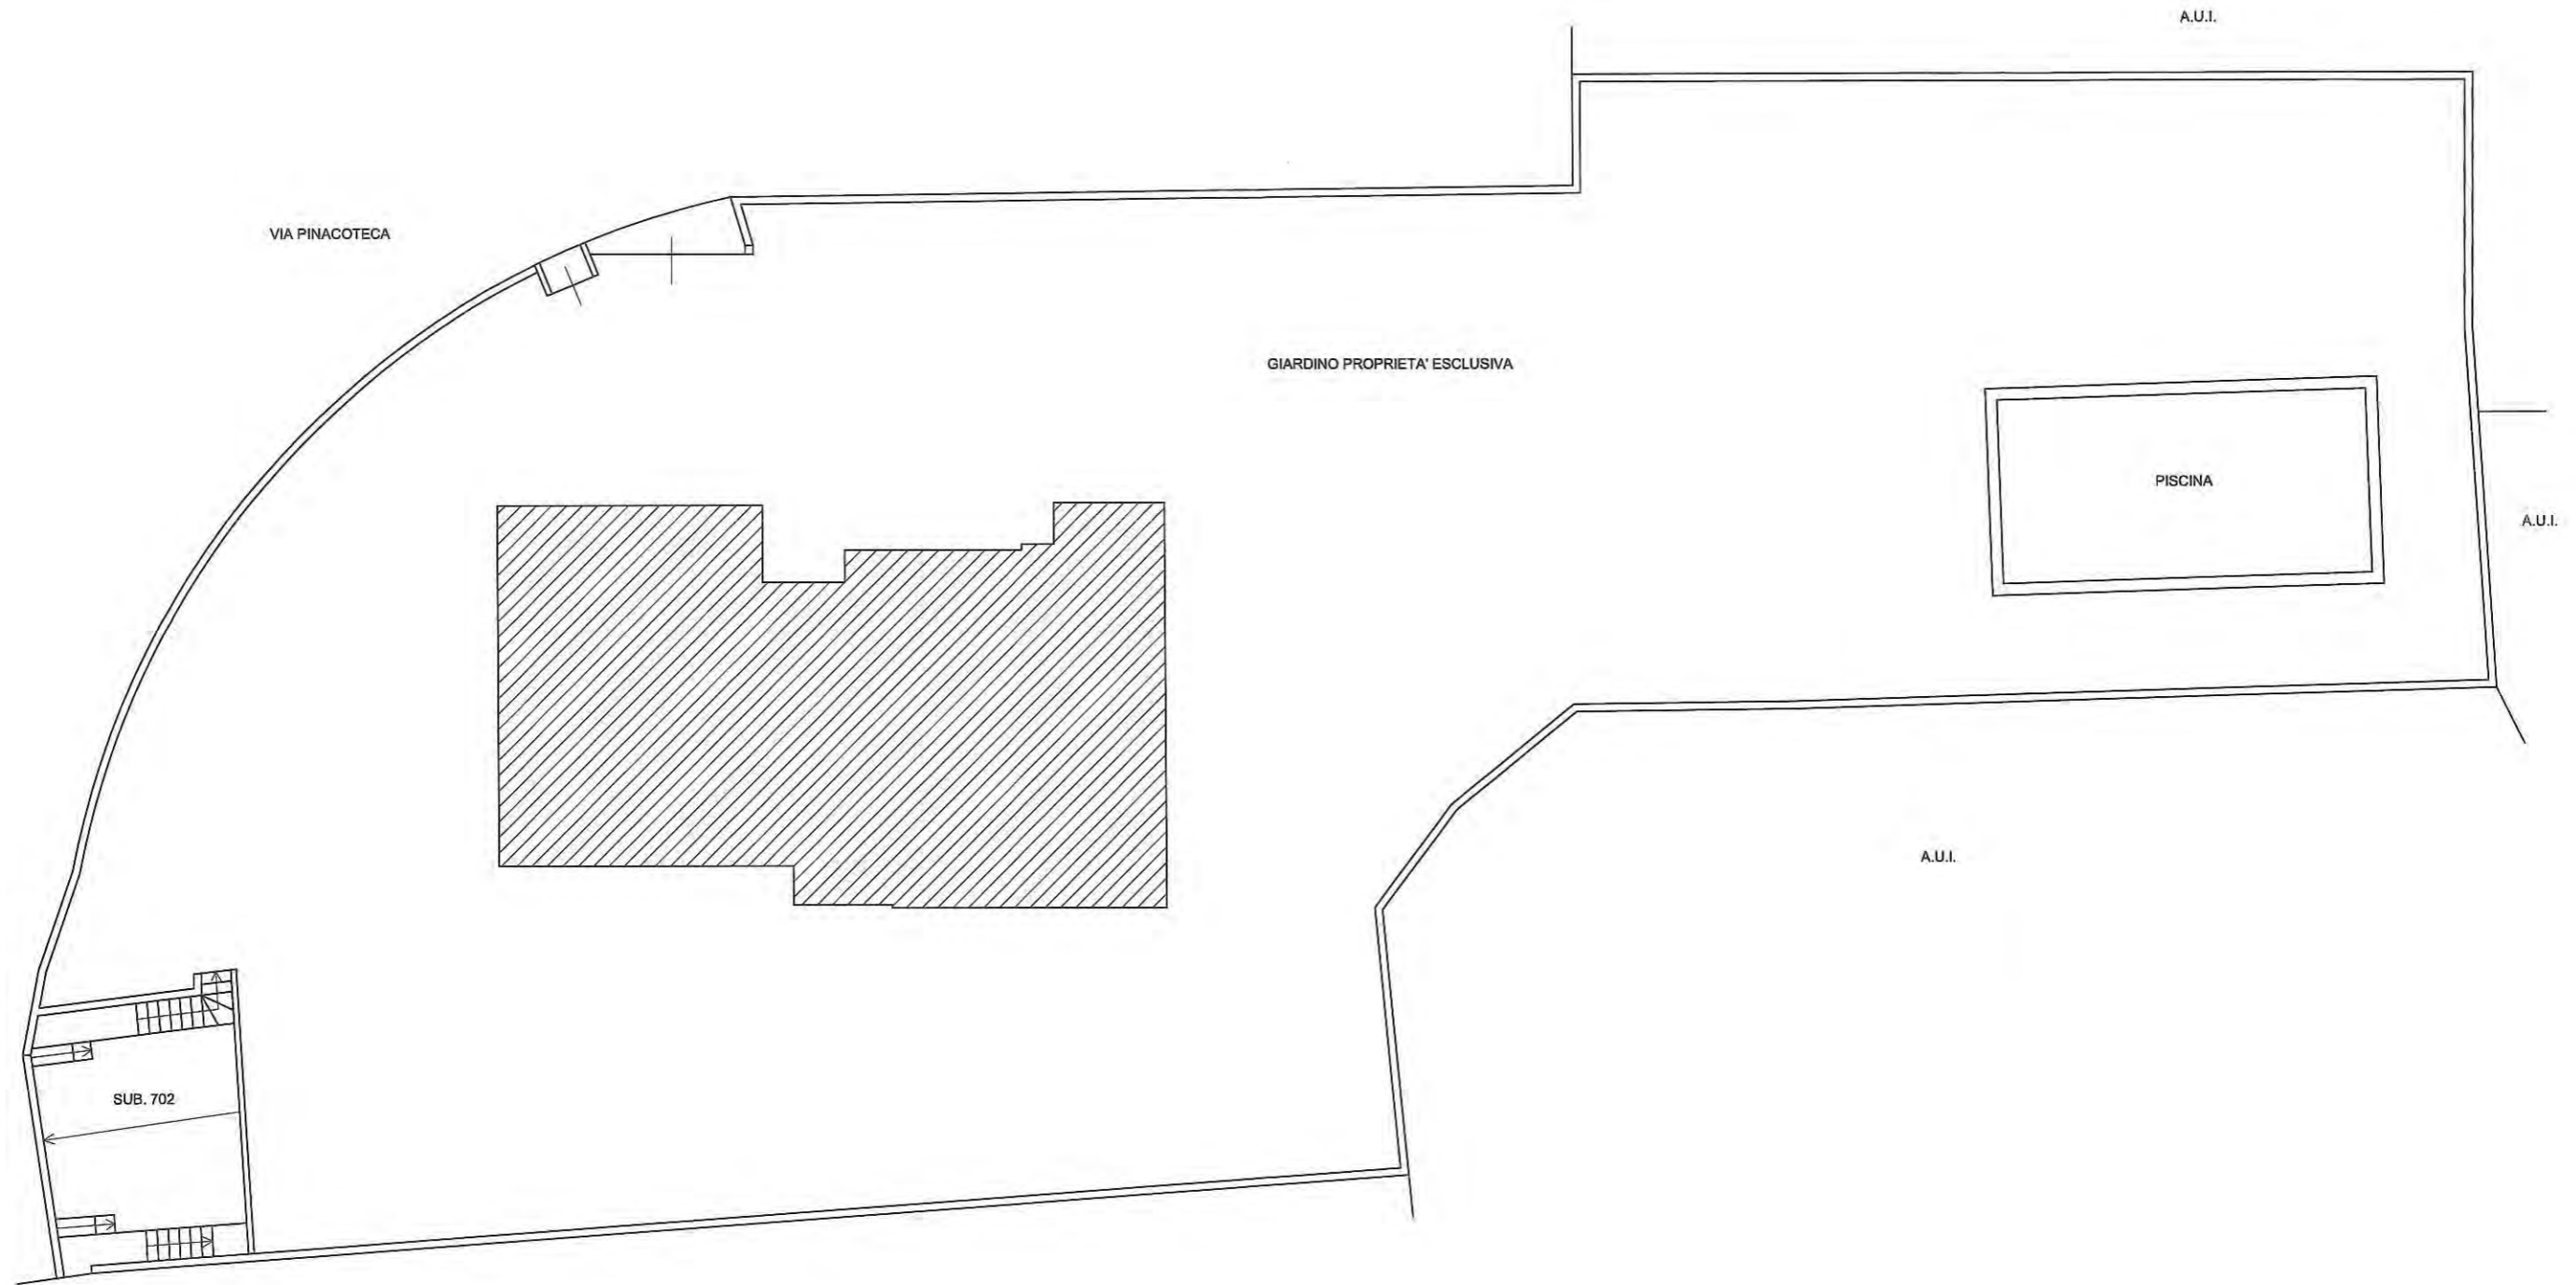 A.U.I.
VIA PINACOTECA
GIARDINO PROPRIETA' ESCLUSIVA
PISCINA
A.U.I.
A.U.I.
SUB. 702